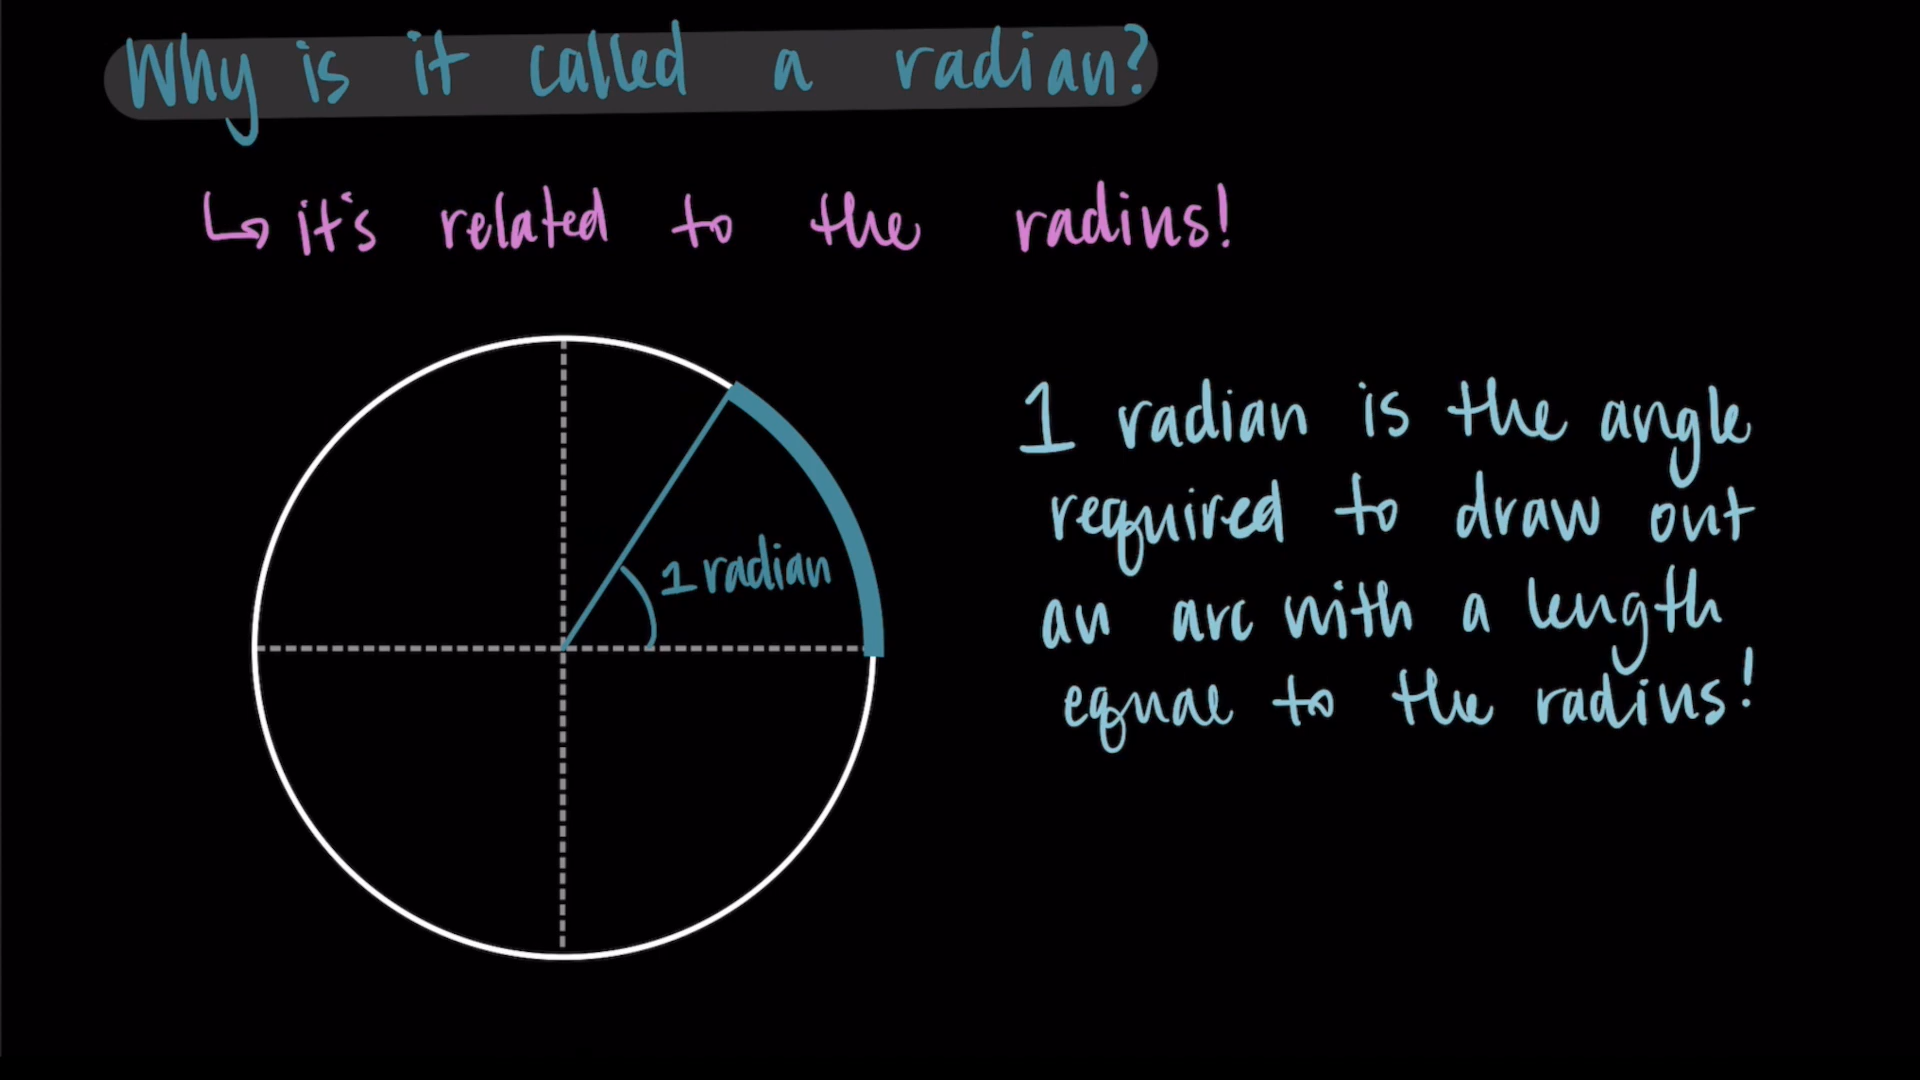 Why is it called a radian?
↳ it's related to the radius!
1 radian is the angle
required to draw out
an arc with a length
equal to the radius!
1 radian